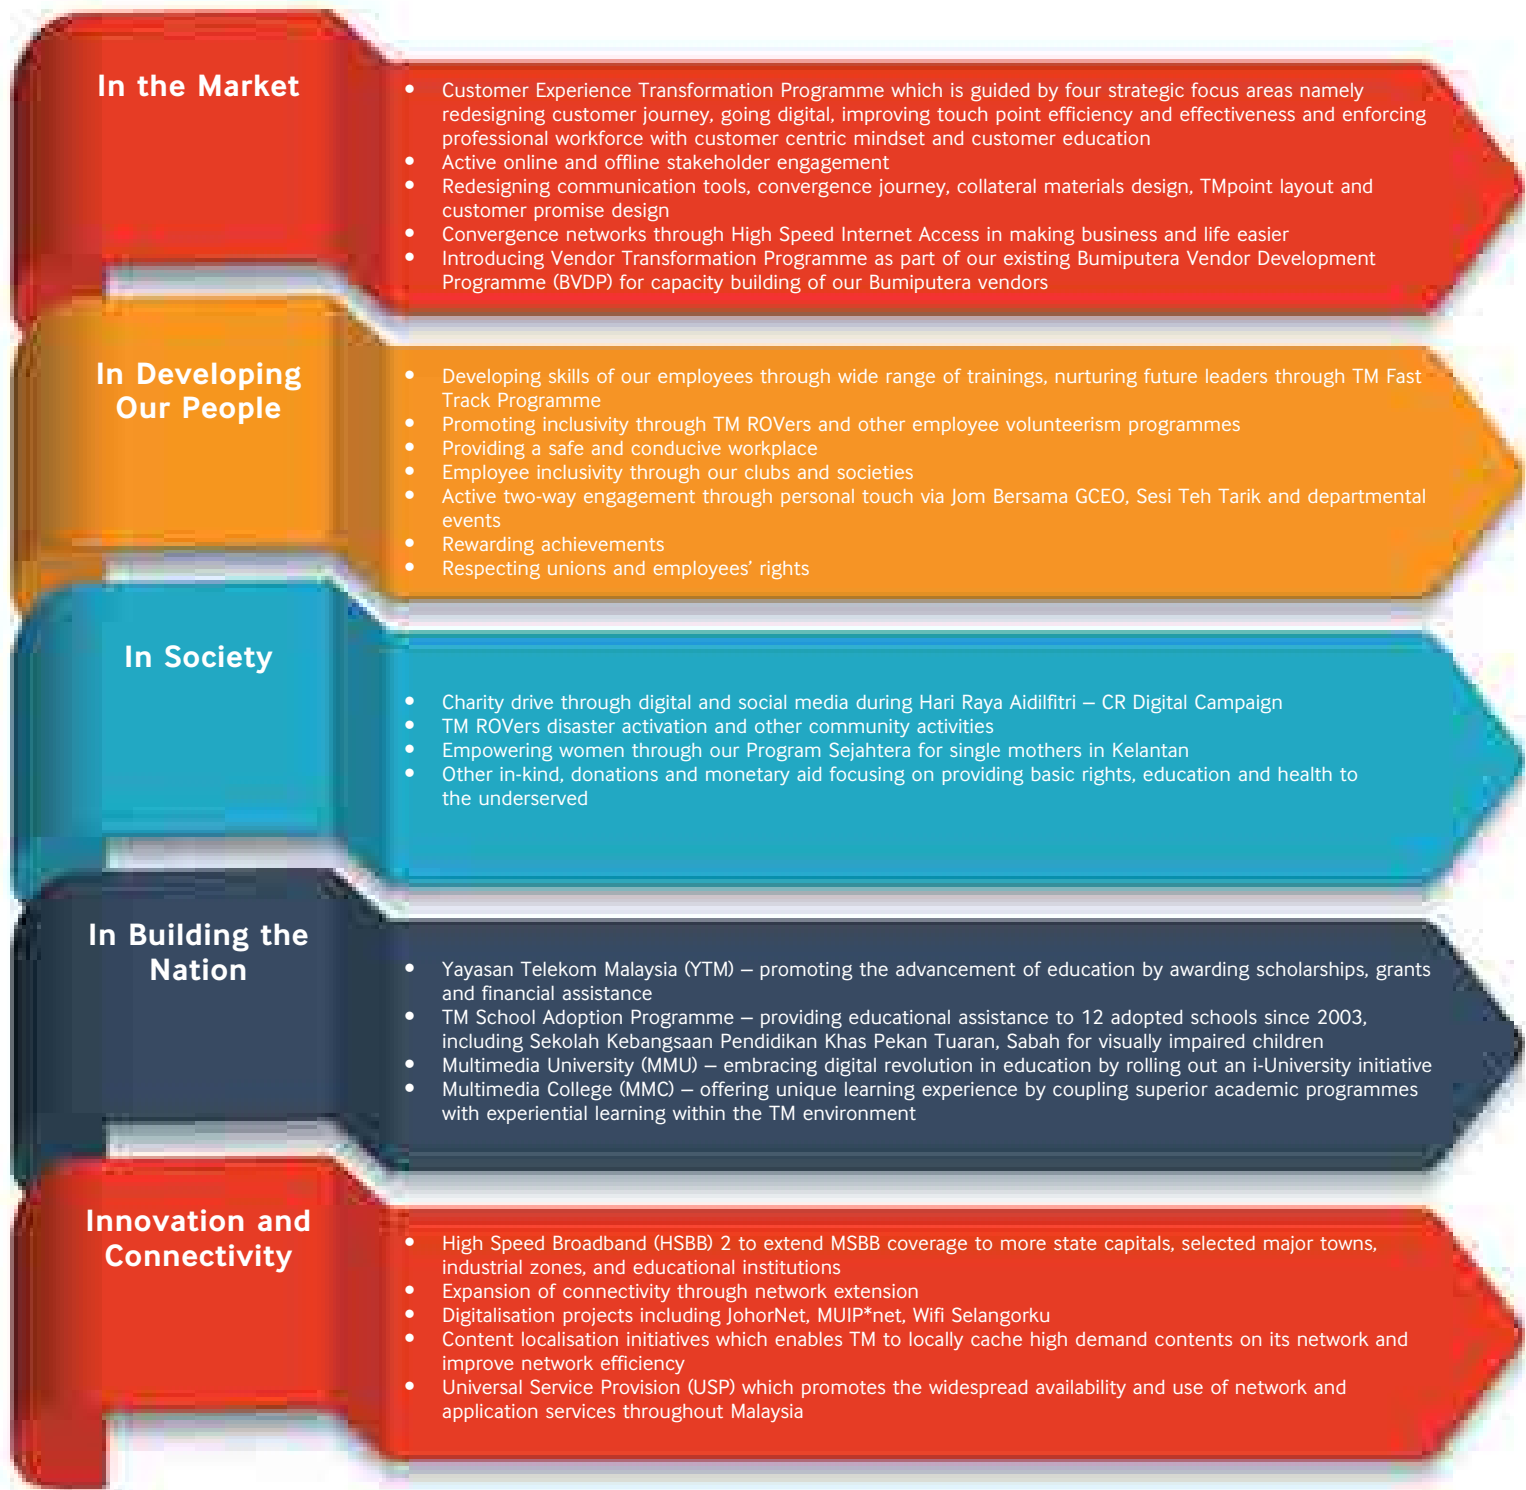 In the Market
• Customer Experience Transformation Programme which is guided by four strategic focus areas namely
redesigning customer journey, going digital, improving touch point efficiency and effectiveness and enforcing
professional workforce with customer centric mindset and customer education
• Active online and offline stakeholder engagement
• Redesigning communication tools, convergence journey, collateral materials design, TMpoint layout and
customer promise design
• Convergence networks through High Speed Internet Access in making business and life easier
• Introducing Vendor Transformation Programme as part of our existing Bumiputera Vendor Development
Programme (BVDP) for capacity building of our Bumiputera vendors
In Developing
Our People
• Developing skills of our employees through wide range of trainings, nurturing future leaders through TM Fast
Track Programme
• Promoting inclusivity through TM ROVers and other employee volunteerism programmes
• Providing a safe and conducive workplace
• Employee inclusivity through our clubs and societies
• Active two-way engagement through personal touch via Jom Bersama GCEO, Sesi Teh Tarik and departmental
events
• Rewarding achievements
• Respecting unions and employees’ rights
In Society
• Charity drive through digital and social media during Hari Raya Aidilfitri – CR Digital Campaign
• TM ROVers disaster activation and other community activities
• Empowering women through our Program Sejahtera for single mothers in Kelantan
• Other in-kind, donations and monetary aid focusing on providing basic rights, education and health to
the underserved
In Building the
Nation
• Yayasan Telekom Malaysia (YTM) – promoting the advancement of education by awarding scholarships, grants
and financial assistance
• TM School Adoption Programme – providing educational assistance to 12 adopted schools since 2003,
including Sekolah Kebangsaan Pendidikan Khas Pekan Tuaran, Sabah for visually impaired children
• Multimedia University (MMU) – embracing digital revolution in education by rolling out an i-University initiative
• Multimedia College (MMC) – offering unique learning experience by coupling superior academic programmes
with experiential learning within the TM environment
Innovation and
Connectivity
• High Speed Broadband (HSBB) 2 to extend MSBB coverage to more state capitals, selected major towns,
industrial zones, and educational institutions
• Expansion of connectivity through network extension
• Digitalisation projects including JohorNet, MUIP*net, Wifi Selangorku
• Content localisation initiatives which enables TM to locally cache high demand contents on its network and
improve network efficiency
• Universal Service Provision (USP) which promotes the widespread availability and use of network and
application services throughout Malaysia